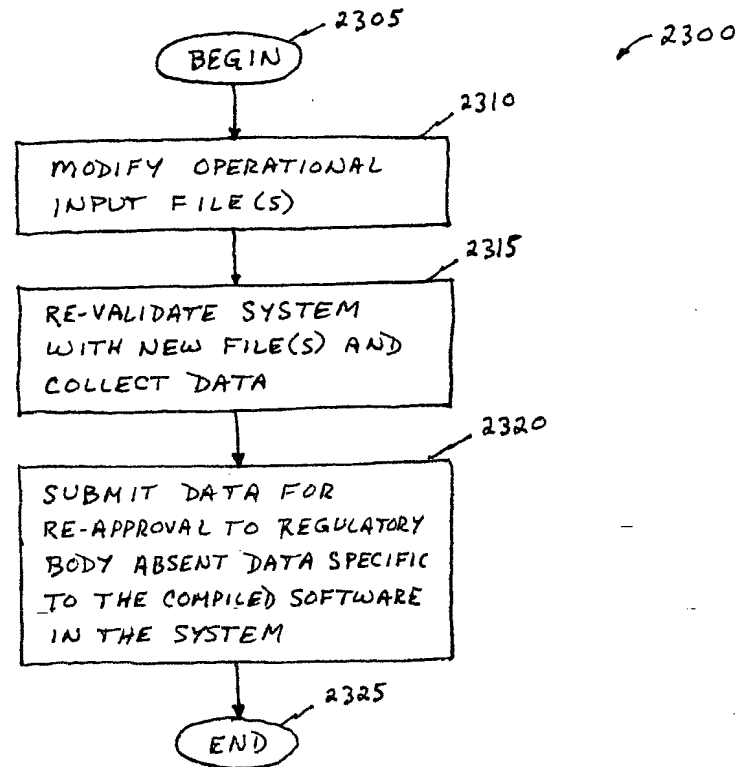 2305
BEGIN
2300
2310
MODIFY OPERATIONAL
INPUT FILE(S)
2315
RE-VALIDATE SYSTEM
WITH NEW FILE(S) AND
COLLECT DATA
2320
SUBMIT DATA FOR
RE-APPROVAL TO REGULATORY
BODY ABSENT DATA SPECIFIC
TO THE COMPILED SOFTWARE
IN THE SYSTEM
2325
END